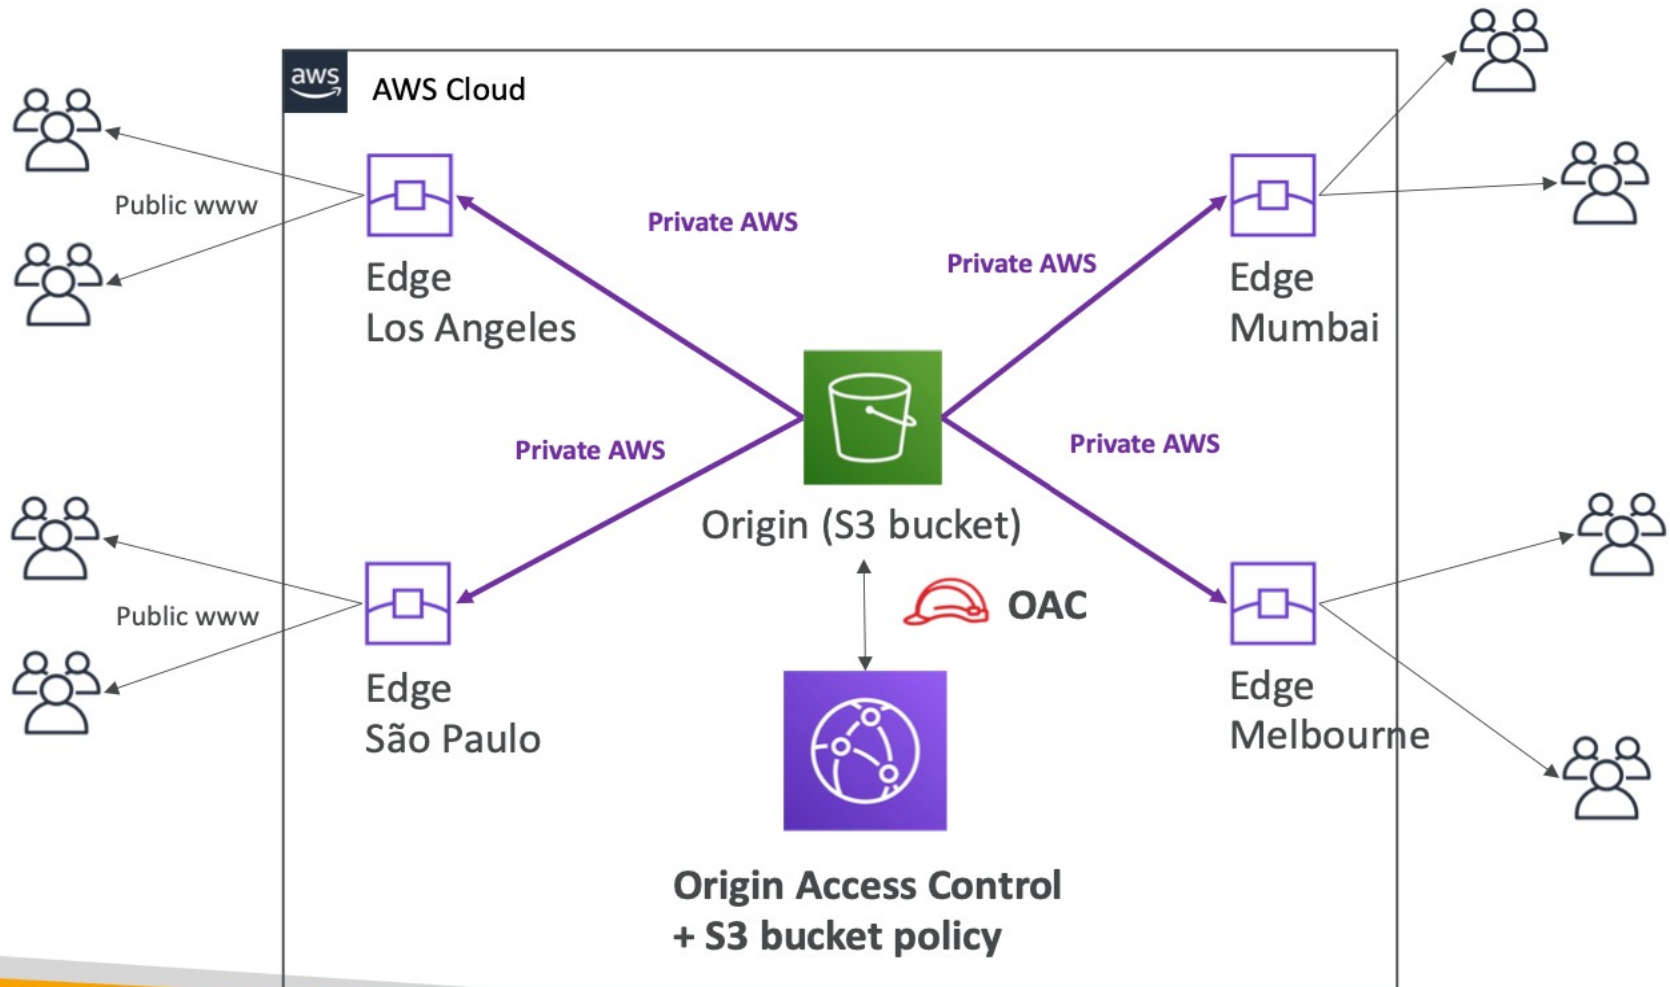 aws
AWS Cloud
Public www
Private AWS
Private AWS
Edge
Los Angeles
Edge
Mumbai
Private AWS
Private AWS
Origin (S3 bucket)
OAC
Public www
Edge
São Paulo
Edge
Melbourne
Origin Access Control
+ S3 bucket policy